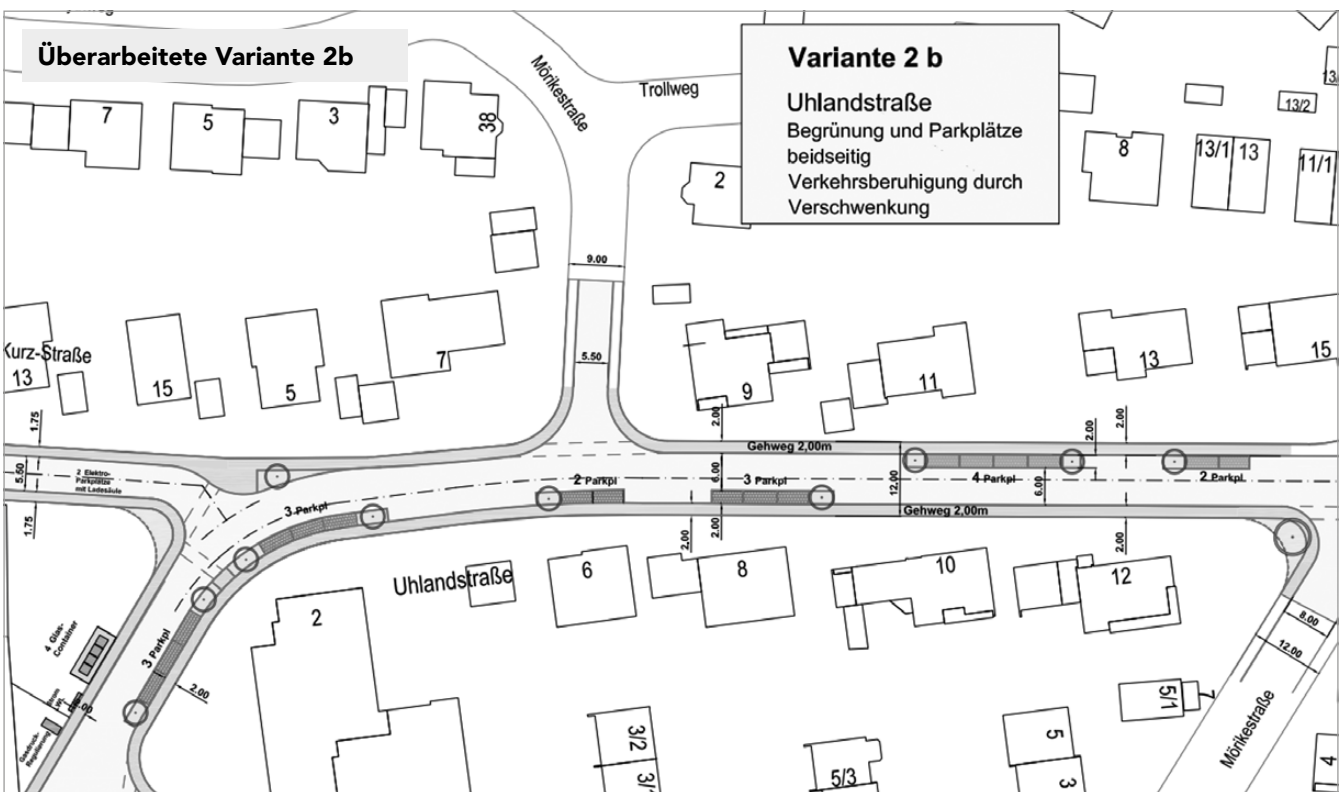 Überarbeitete Variante 2b
Variante 2 b
Uhlandstraße
Begrünung und Parkplätze
beidseitig
Verkehrsberuhigung durch
Verschwenkung
Mörikestraße
Trollweg
7
5
3
38
2
8
13/1
13
13/2
11/1
9.00
5.50
Kurz-Straße
13
15
5
7
9
11
13
15
1.75
5.50
1.75
2 Elektro-
Parkplätze
mit Ladesäule
2.00
Gehweg 2,00m
2.00
2.00
3 Parkpl
2 Parkpl
6.00
3 Parkpl
12.00
4 Parkpl
6.00
2 Parkpl
Gehweg 2,00m
2.00
2.00
2.00
Uhlandstraße
2
6
8
10
12
4 Glas-
Container
3 Parkpl
2.00
Strom
Gasdruck-
Regulierung
8.00
12.00
Mörikestraße
3/2
5/3
5
3
5/1
7
4